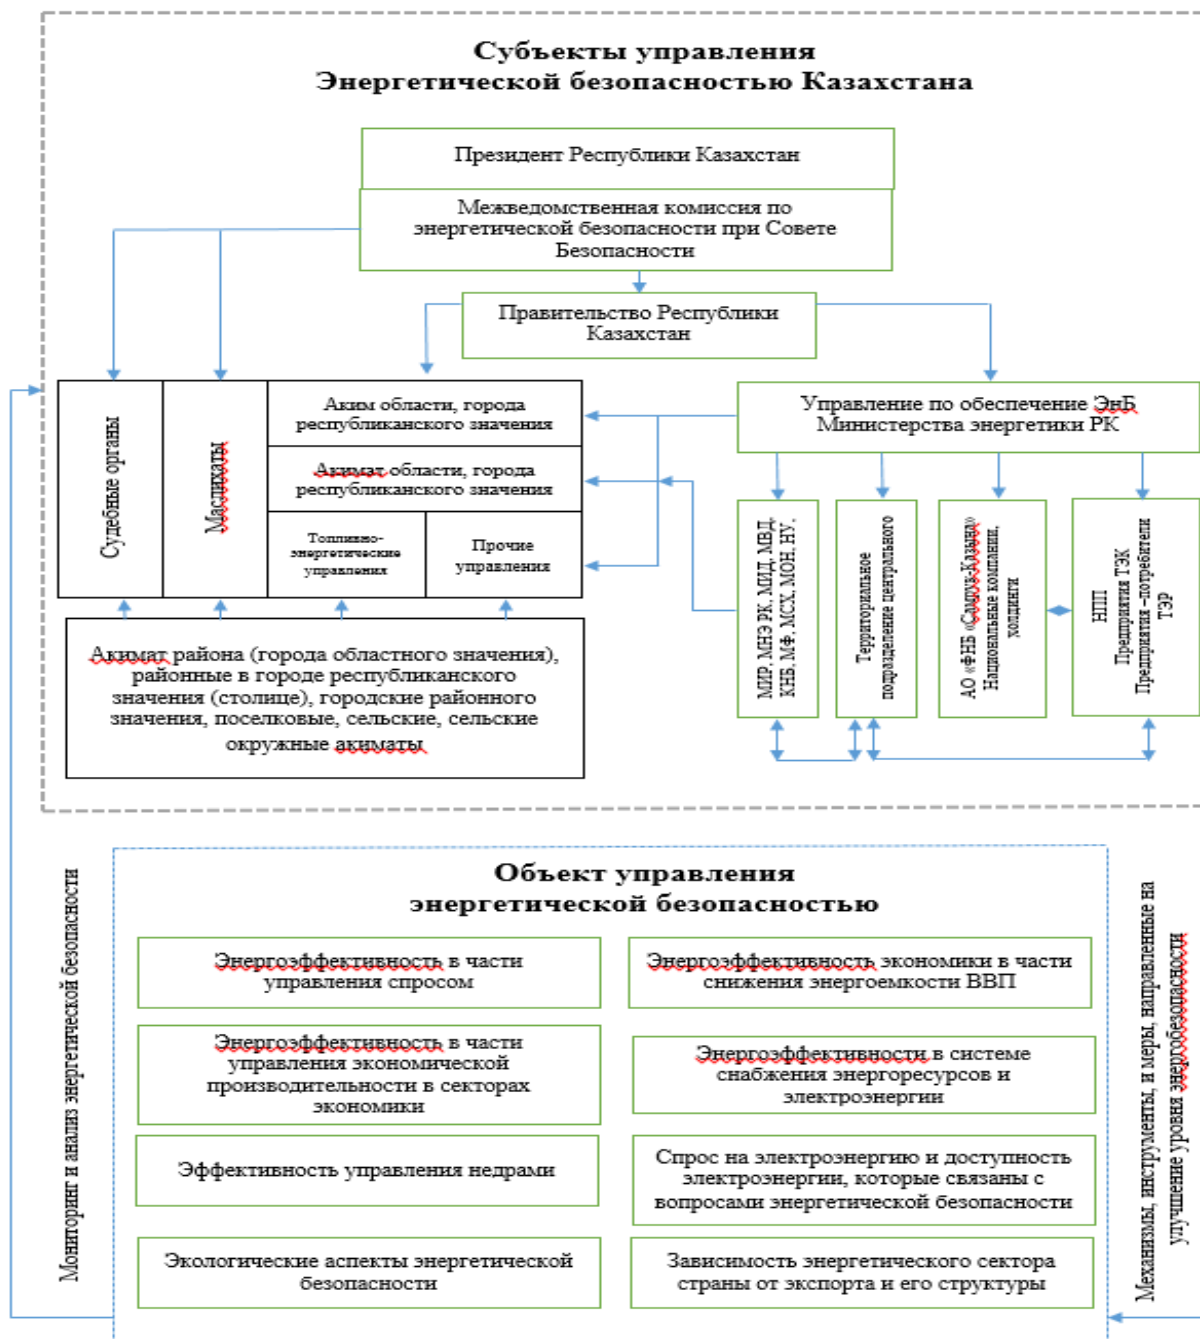 Субъекты управления
Энергетической безопасностью Казахстана
Президент Республики Казахстан
Межведомственная комиссия по
энергетической безопасности при Совете
Безопасности
Правительство Республики
Казахстан
Судебные органы
Маслихаты
Аким области, города
республиканского значения
Акимат области, города
республиканского значения
Топливно-
энергетические
управления
Прочие
управления
Управление по обеспечение ЭнБ
Министерства энергетики РК
МИР, МНЭ РК, МИД, МВД,
КНБ, МФ, МСХ, МОН, НУ,
Территориальное
подразделение центрального
АО «ФНБ «Самрук-Казына»
Национальные компании,
холдинги
НПП
Предприятия ТЭК
Предприятия –потребители
ТЭР
Акимат района (города областного значения),
районные в городе республиканского
значения (столице), городские районного
значения, поселковые, сельские, сельские
окружные акиматы
Мониторинг и анализ энергетической безопасности
Объект управления
энергетической безопасностью
Энергоэффективность в части
управления спросом
Энергоэффективность экономики в части
снижения энергоемкости ВВП
Энергоэффективность в части
управления экономической
производительности в секторах
экономики
Энергоэффективности в системе
снабжения энергоресурсов и
электроэнергии
Эффективность управления недрами
Спрос на электроэнергию и доступность
электроэнергии, которые связаны с
вопросами энергетической безопасности
Экологические аспекты энергетической
безопасности
Зависимость энергетического сектора
страны от экспорта и его структуры
Механизмы, инструменты, и меры, направленные на
улучшение уровня энергобезопасности